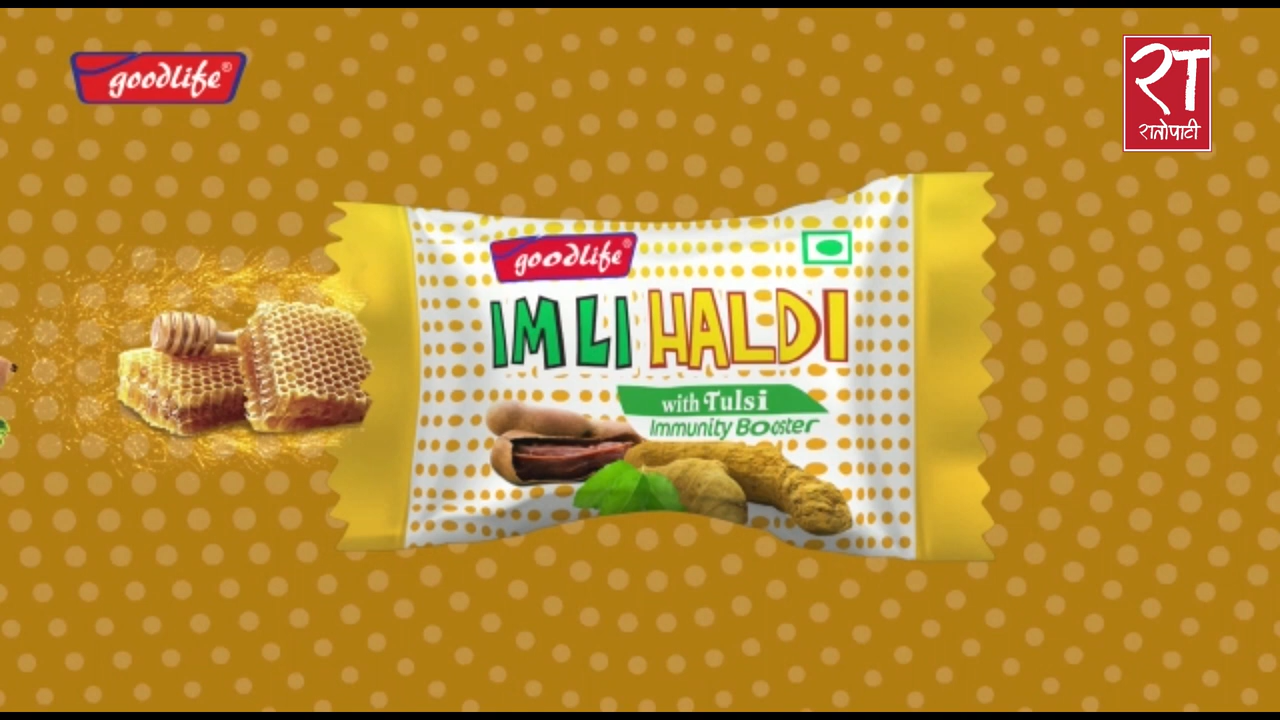 goodlife®
रा
रातोपाटी
goodlife®
IMLI HALDI
with Tulsi
Immunity Booster